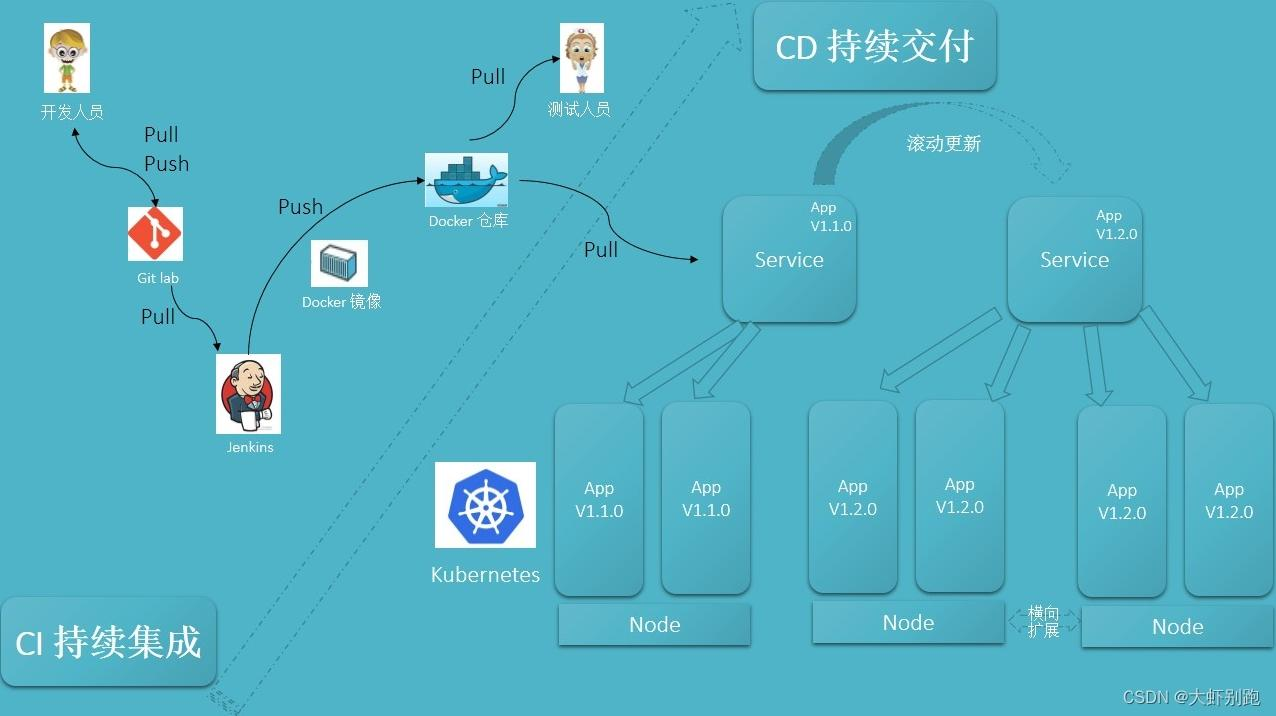 CD 持续交付
开发人员
Pull
Push
Git lab
Pull
Jenkins
Push
Docker 镜像
Docker 仓库
Pull
测试人员
Pull
滚动更新
App
V1.1.0
Service
App
V1.2.0
Service
Kubernetes
App
V1.1.0
App
V1.1.0
Node
App
V1.2.0
App
V1.2.0
Node
横向
扩展
App
V1.2.0
App
V1.2.0
Node
CI 持续集成
CSDN @大虾别跑